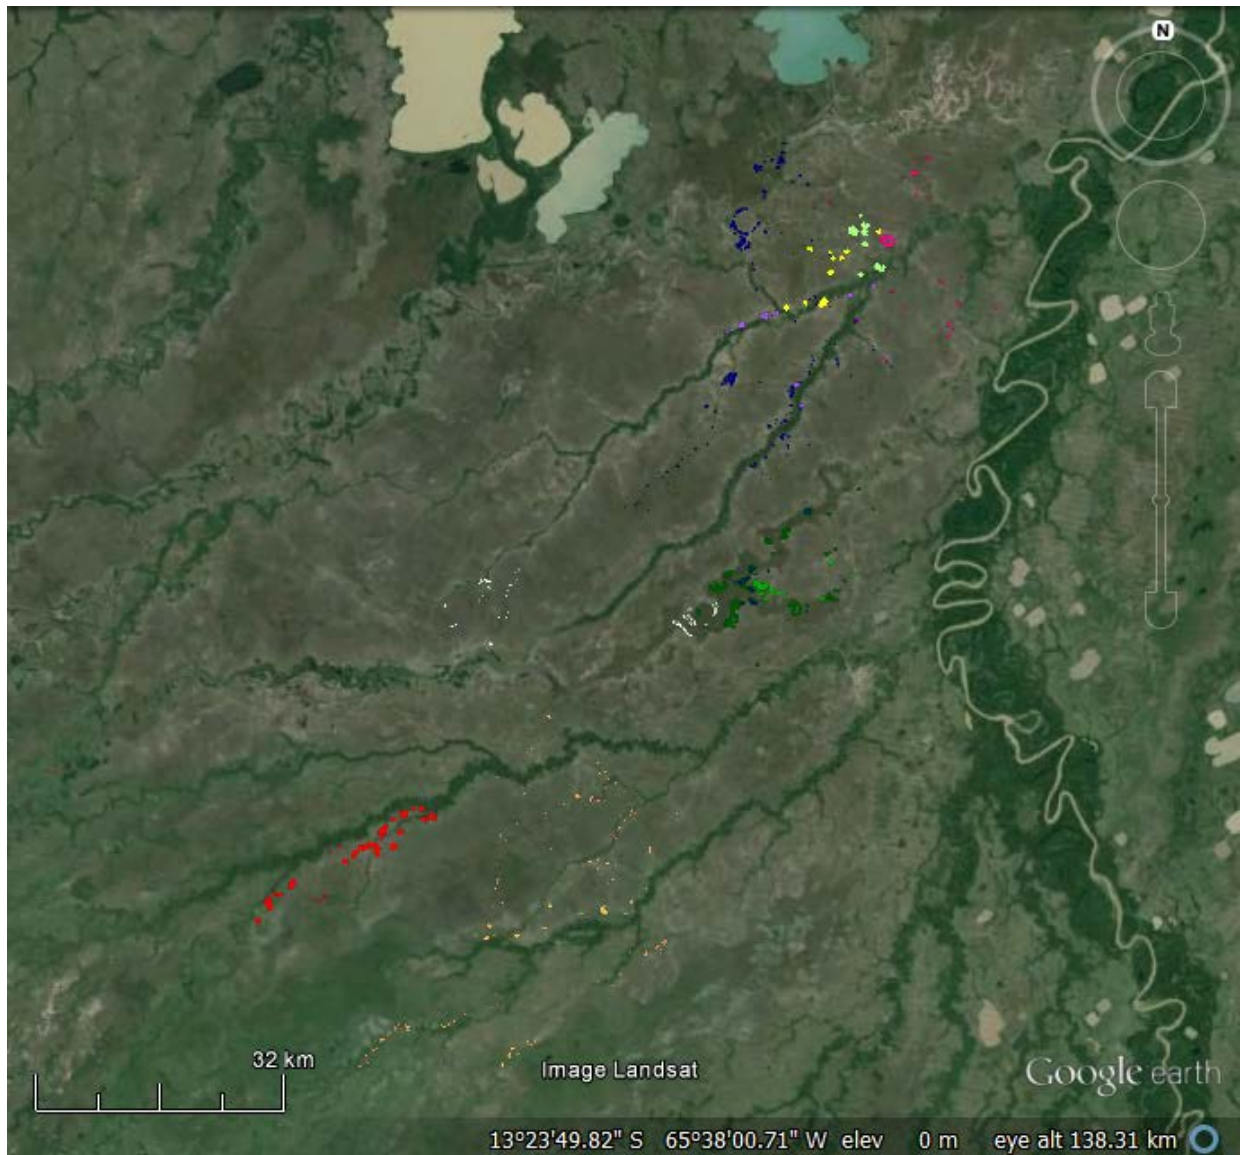 N
32 km
Image Landsat
Google earth
13°23'49.82" S 65°38'00.71" W elev 0 m eye alt 138.31 km